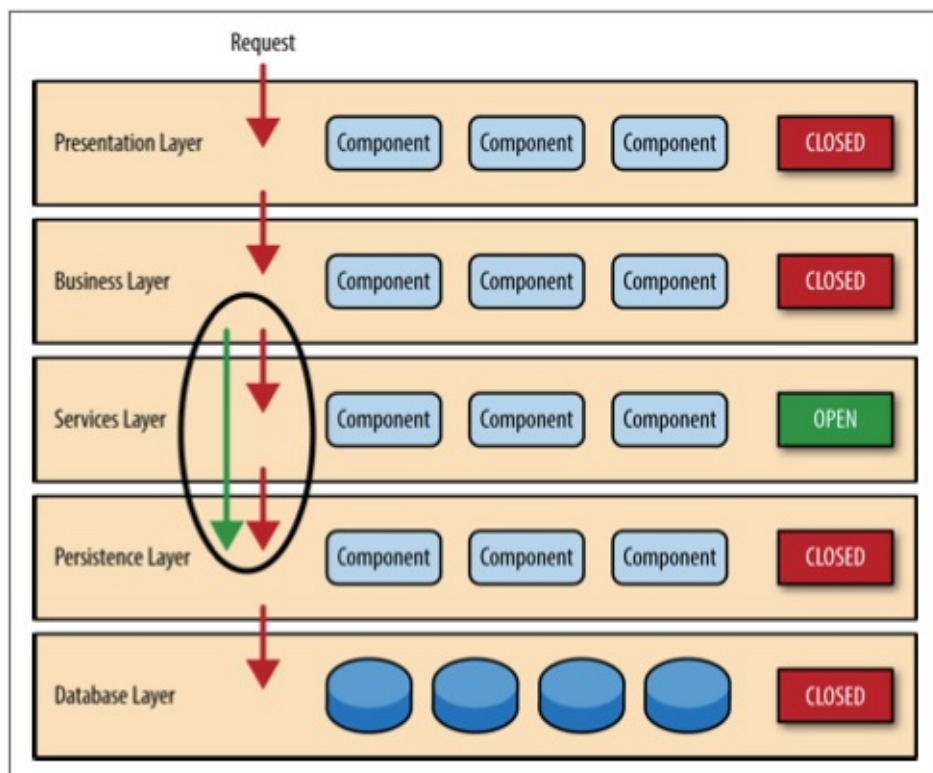 Request
Presentation Layer
Component Component Component
CLOSED
Business Layer
Component Component Component
CLOSED
Services Layer
Component Component Component
OPEN
Persistence Layer
Component Component Component
CLOSED
Database Layer
CLOSED